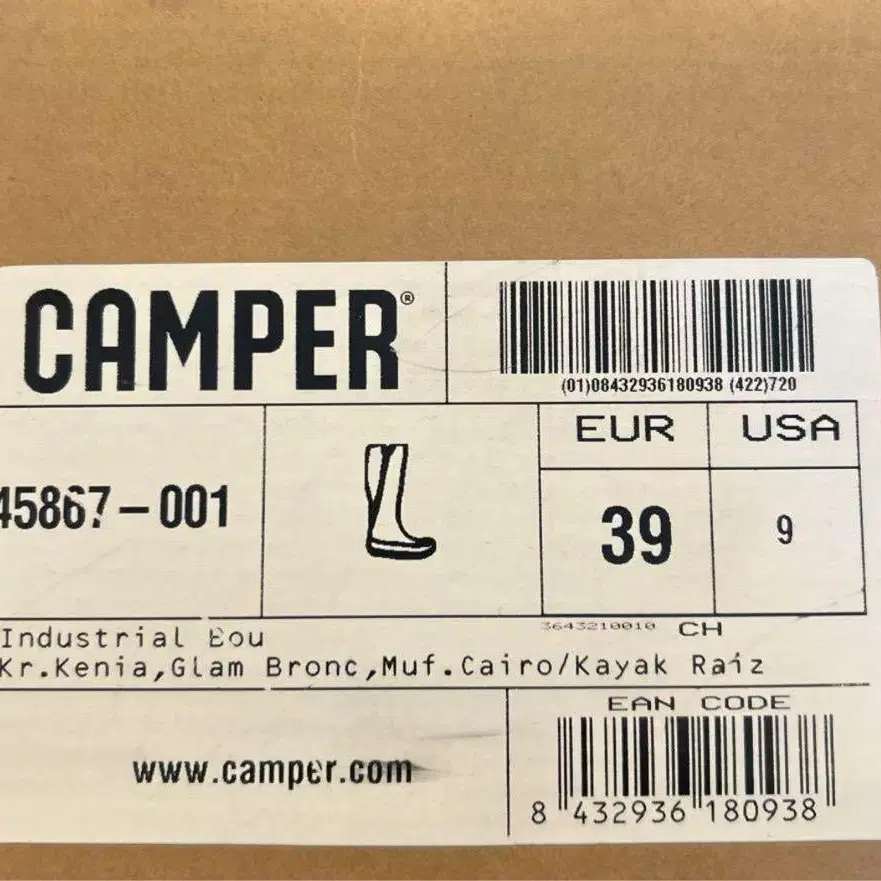 CAMPER®
(01)08432936180938 (422)720
EUR USA
45867-001
39 9
3643210010 CH
Industrial Bou
Kr.Kenia,Glam Bronc,Muf.Cairo/Kayak Raíz
EAN CODE
www.camper.com
8 432936 180938